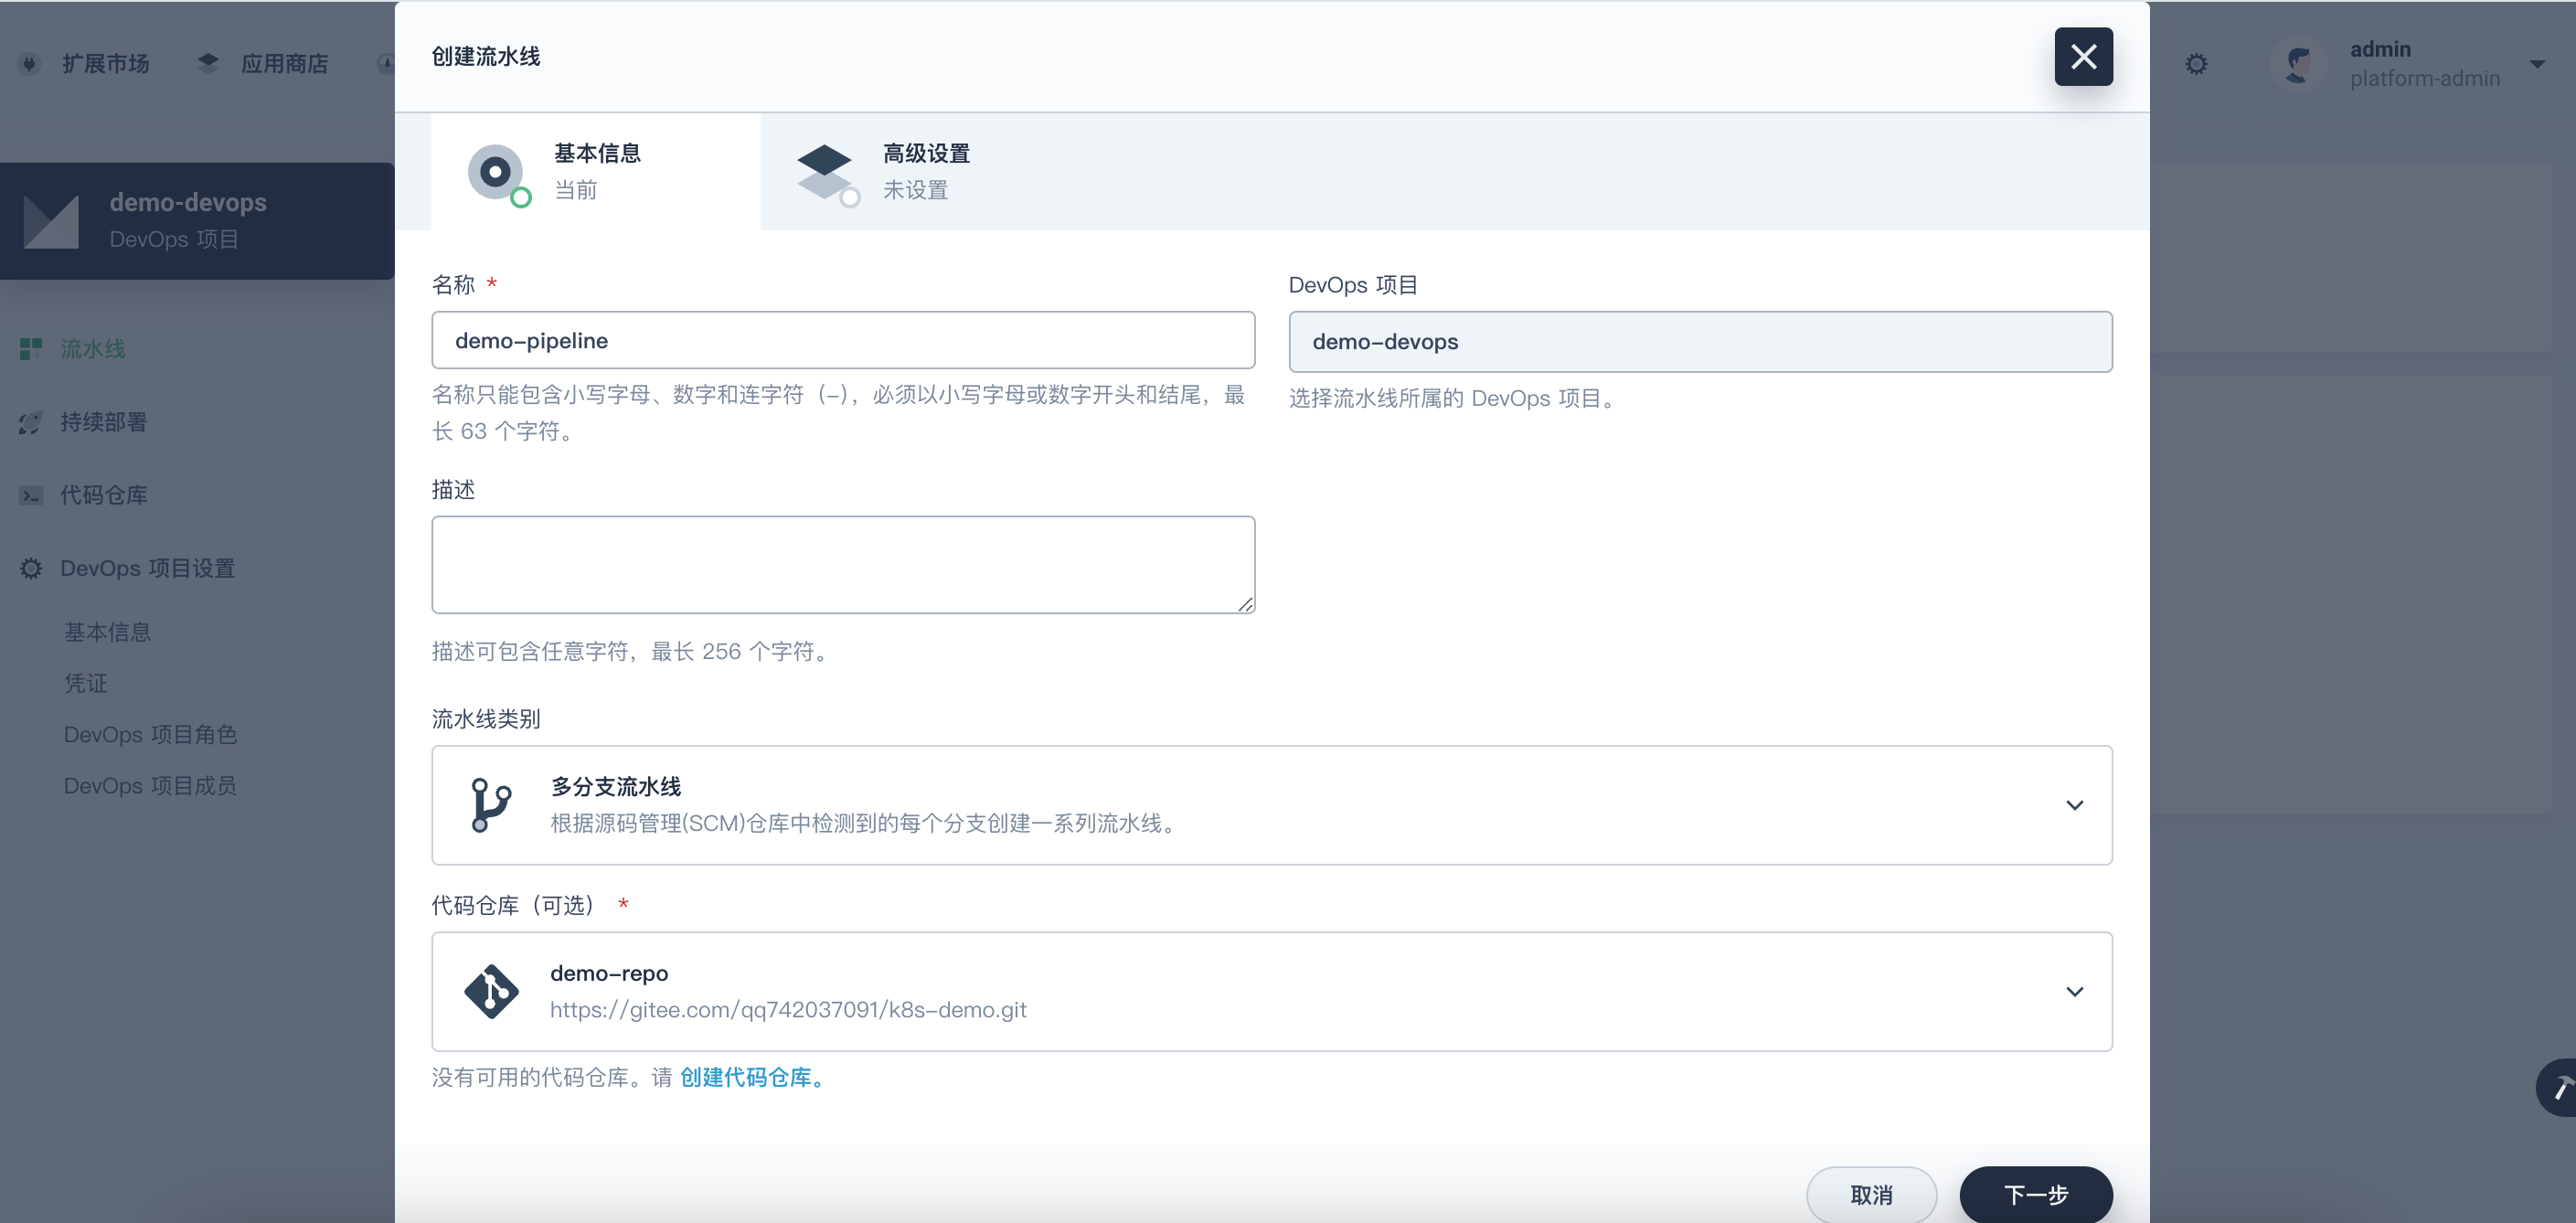 扩展市场
应用商店
admin
platform-admin
demo-devops
DevOps 项目
流水线
持续部署
代码仓库
DevOps 项目设置
基本信息
凭证
DevOps 项目角色
DevOps 项目成员
创建流水线
基本信息
当前
高级设置
未设置
名称 *
demo-pipeline
名称只能包含小写字母、数字和连字符（-），必须以小写字母或数字开头和结尾，最
长 63 个字符。
DevOps 项目
demo-devops
选择流水线所属的 DevOps 项目。
描述
描述可包含任意字符，最长 256 个字符。
流水线类别
多分支流水线
根据源码管理(SCM)仓库中检测到的每个分支创建一系列流水线。
代码仓库（可选） *
demo-repo
https://gitee.com/qq742037091/k8s-demo.git
没有可用的代码仓库。请 创建代码仓库。
取消
下一步